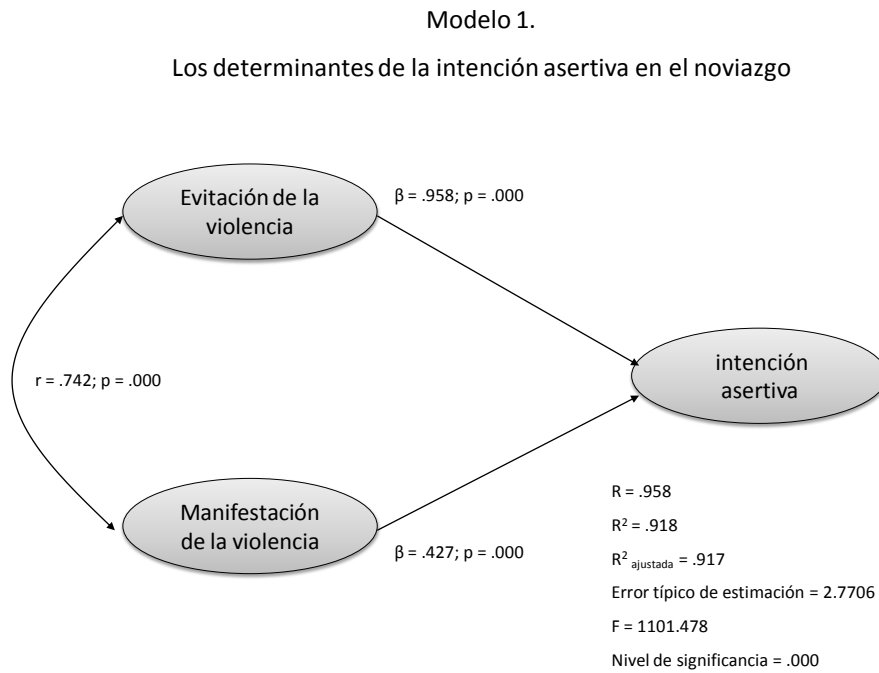 Modelo 1.
Los determinantes de la intención asertiva en el noviazgo
Evitación de la
violencia
β = .958; p = .000
r = .742; p = .000
intención
asertiva
Manifestación
de la violencia
β = .427; p = .000
R = .958
R² = .918
R² ajustada = .917
Error típico de estimación = 2.7706
F = 1101.478
Nivel de significancia = .000